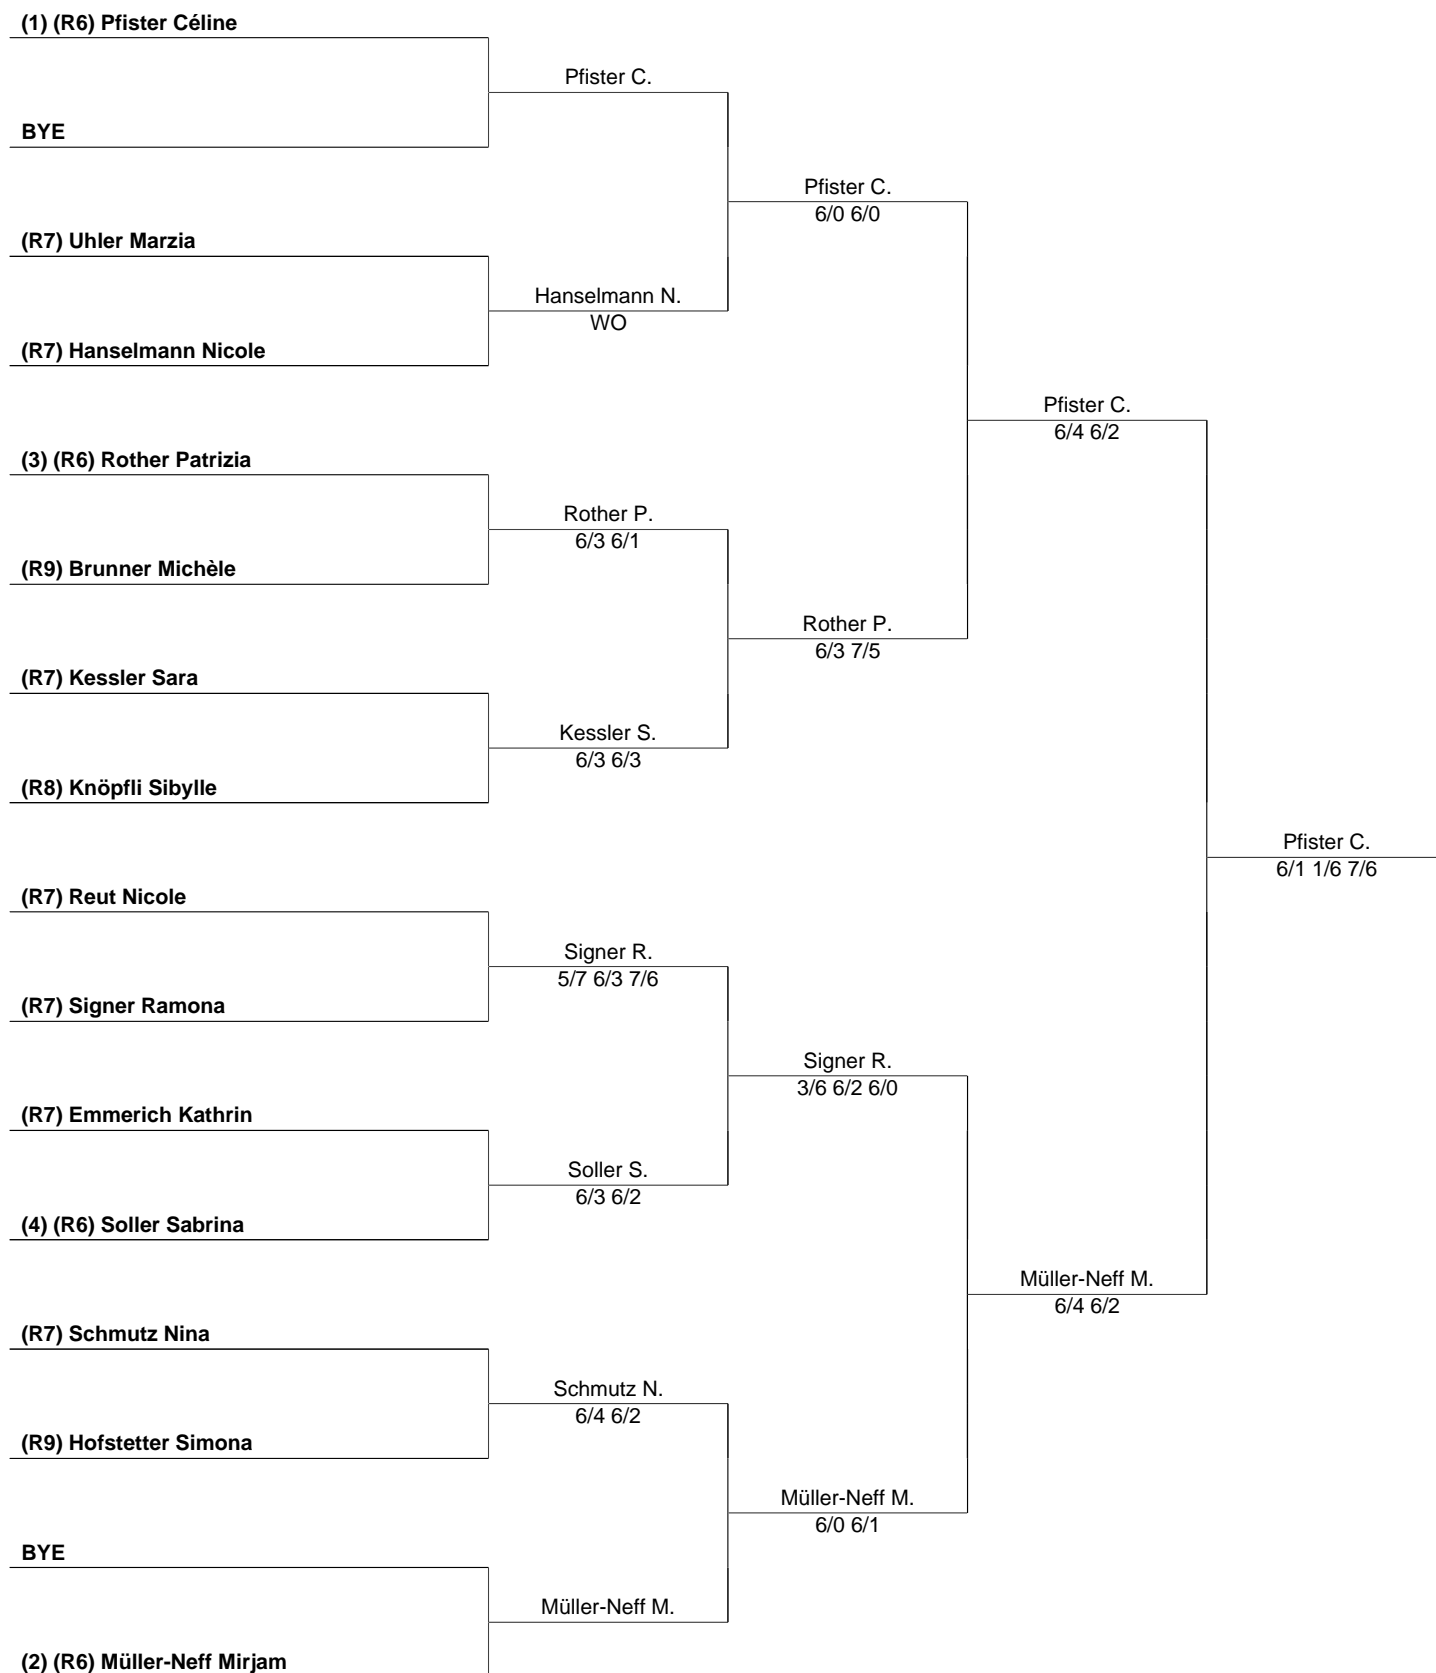 (1) (R6) Pfister Céline
Pfister C.
BYE
Pfister C.
6/0 6/0
(R7) Uhler Marzia
Hanselmann N.
WO
(R7) Hanselmann Nicole
Pfister C.
6/4 6/2
(3) (R6) Rother Patrizia
Rother P.
6/3 6/1
(R9) Brunner Michèle
Rother P.
6/3 7/5
(R7) Kessler Sara
Kessler S.
6/3 6/3
(R8) Knöpfli Sibylle
Pfister C.
6/1 1/6 7/6
(R7) Reut Nicole
Signer R.
5/7 6/3 7/6
(R7) Signer Ramona
Signer R.
3/6 6/2 6/0
(R7) Emmerich Kathrin
Soller S.
6/3 6/2
(4) (R6) Soller Sabrina
Müller-Neff M.
6/4 6/2
(R7) Schmutz Nina
Schmutz N.
6/4 6/2
(R9) Hofstetter Simona
Müller-Neff M.
6/0 6/1
BYE
Müller-Neff M.
(2) (R6) Müller-Neff Mirjam